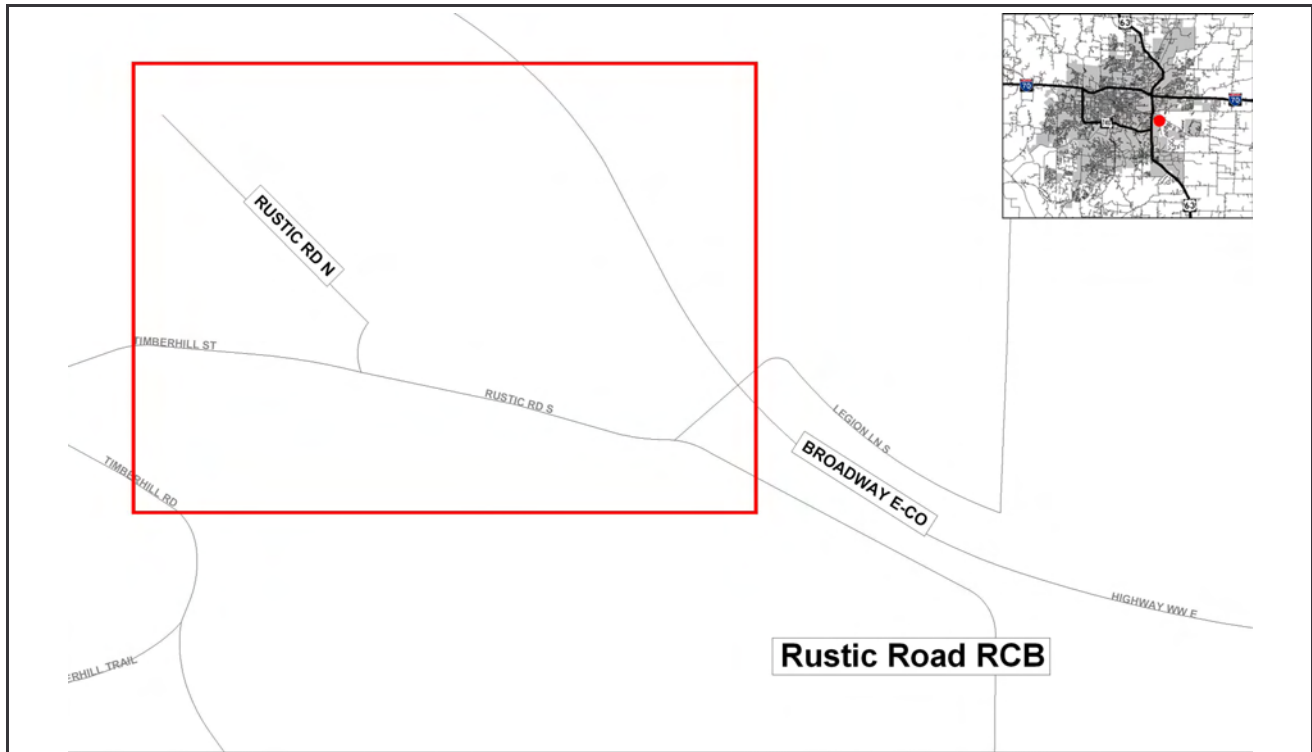 63
70
70
63
RUSTIC RD N
TIMBERHILL ST
RUSTIC RD S
LEGION LN S
BROADWAY E-CO
TIMBERHILL RD
HIGHWAY WW E
Rustic Road RCB
ERHILL TRAIL